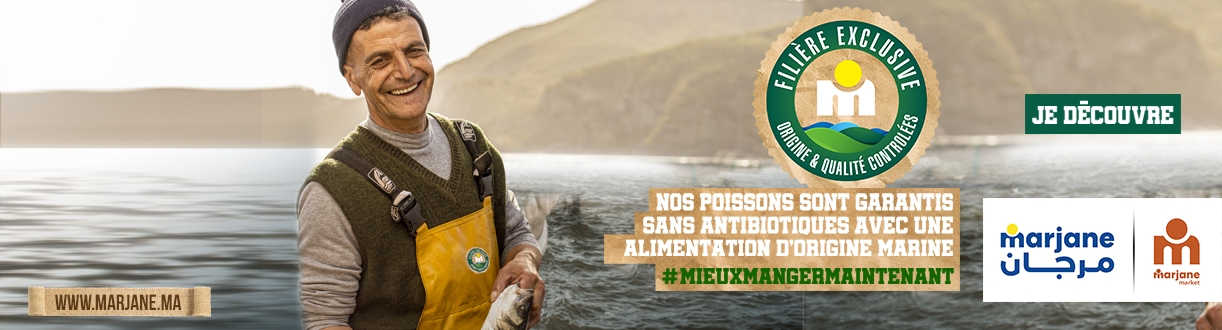 FILIÈRE EXCLUSIVE
m
ORIGINE & QUALITÉ CONTROLÉES
JE DÉCOUVRE
NOS POISSONS SONT GARANTIS
SANS ANTIBIOTIQUES AVEC UNE
ALIMENTATION D'ORIGINE MARINE
#MIEUXMANGERMAINTENANT
marjane
مرجان
marjane
market
WWW.MARJANE.MA